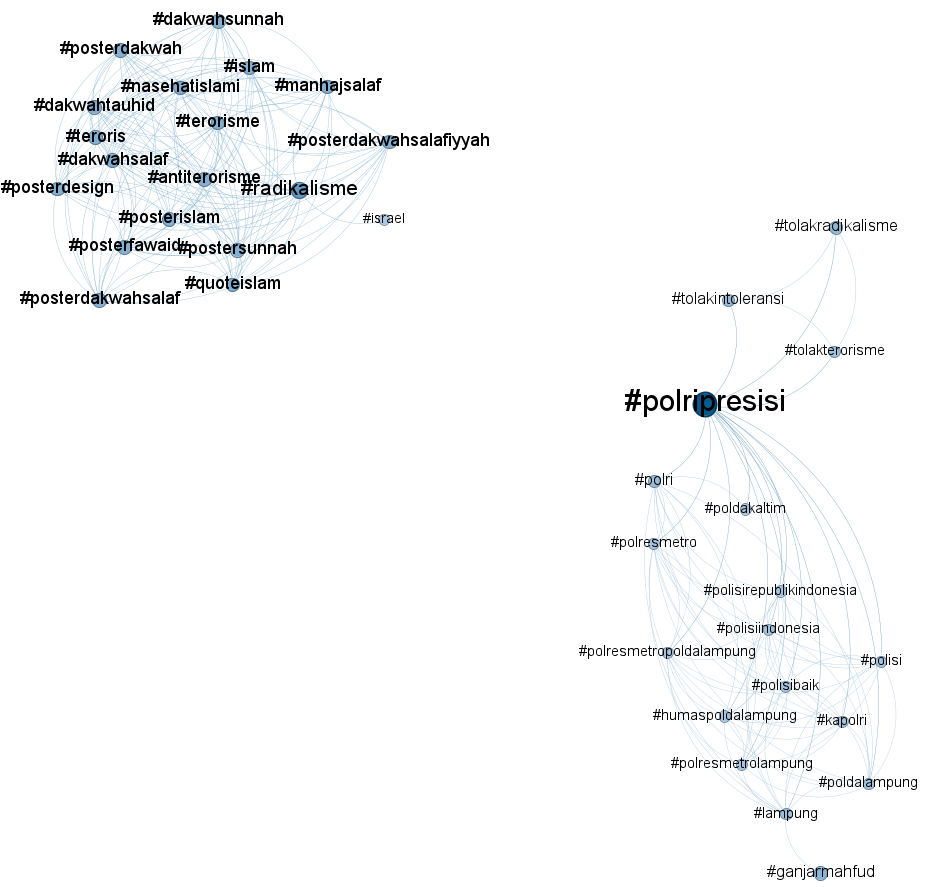 #dakwahsunnah
#posterdakwah
#islam
#nasehatislami
#manhajsalaf
#dakwahtauhid
#terorisme
#teroris
#posterdakwahsalafiyyah
#dakwahsalaf
#antiterorisme
#posterdesign
#radikalisme
#posterislam
#israel
#posterfawaid
#postersunnah
#quoteislam
#posterdakwahsalaf
#tolakradikalisme
#tolakintoleransi
#tolakterorisme
#polripresisi
#polri
#poldakaltim
#polresmetro
#polisirepublikindonesia
#polisiindonesia
#polresmetropoldalampung
#polisi
#polisibaik
#humaspoldalampung
#kapolri
#polresmetrolampung
#poldalampung
#lampung
#ganjarmahfud